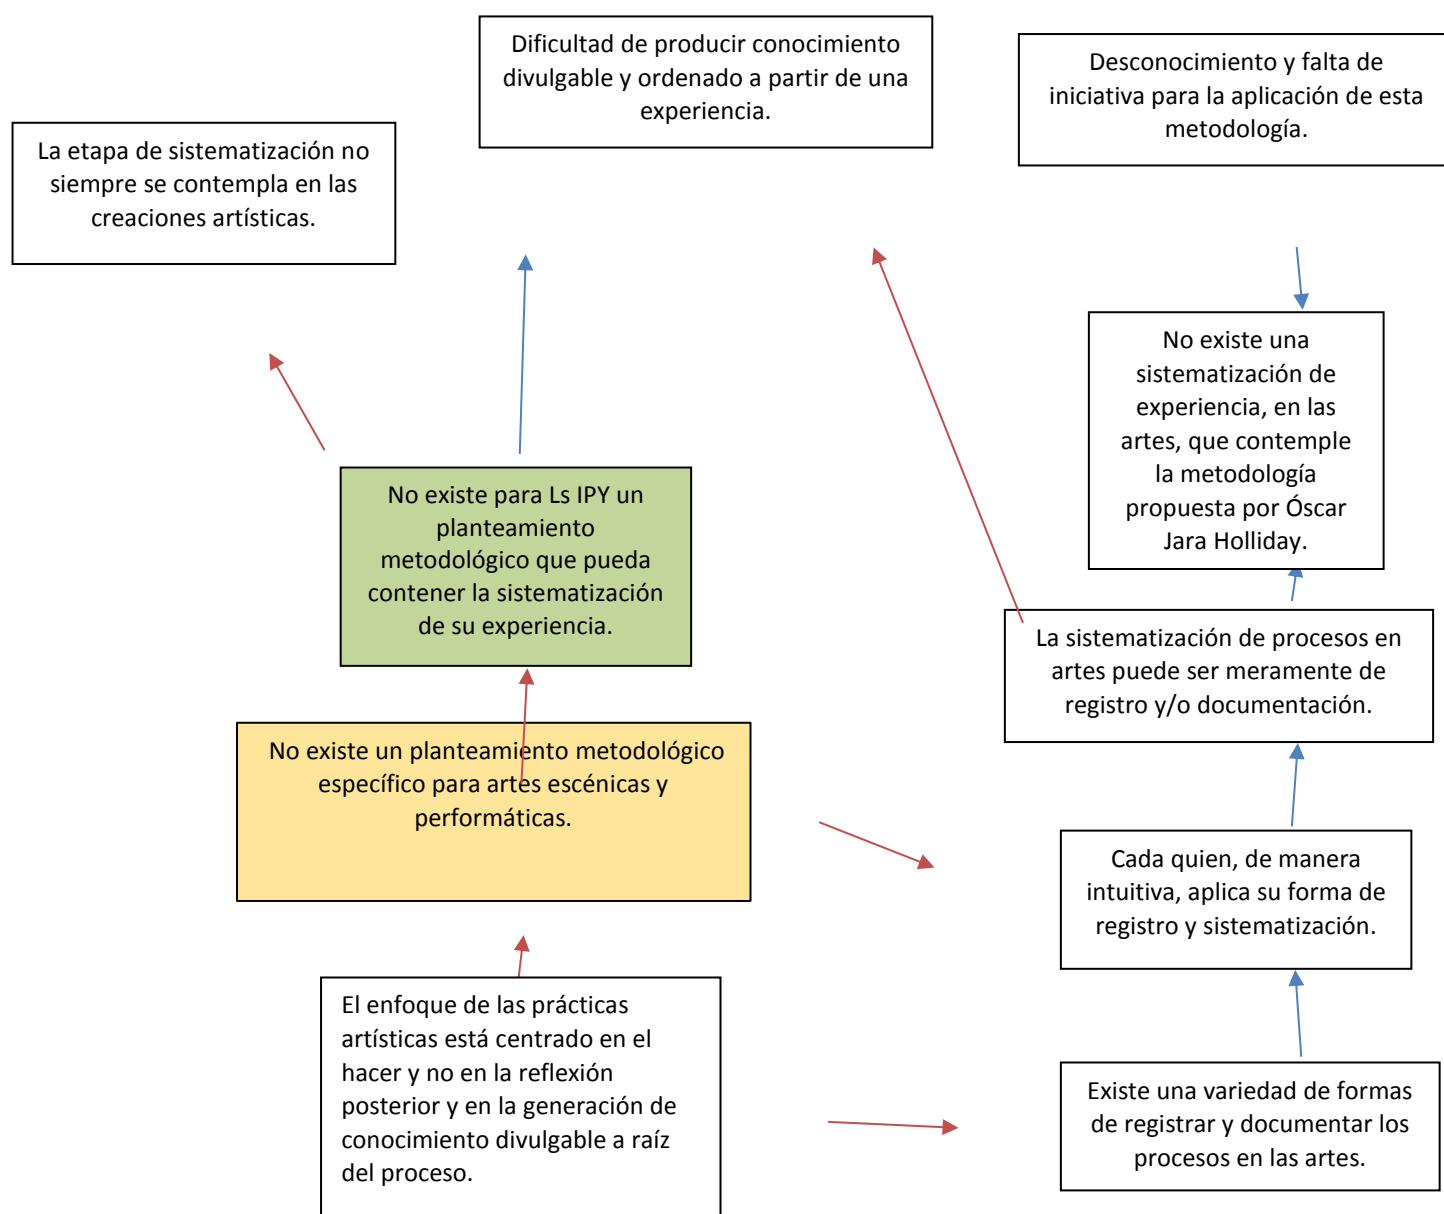 Dificultad de producir conocimiento
divulgable y ordenado a partir de una
experiencia.
Desconocimiento y falta de
iniciativa para la aplicación de esta
metodología.
La etapa de sistematización no
siempre se contempla en las
creaciones artísticas.
No existe una
sistematización de
experiencia, en las
artes, que contemple
la metodología
propuesta por Óscar
Jara Holliday.
No existe para Ls IPY un
planteamiento
metodológico que pueda
contener la sistematización
de su experiencia.
La sistematización de procesos en
artes puede ser meramente de
registro y/o documentación.
No existe un planteamiento metodológico
específico para artes escénicas y
performáticas.
Cada quien, de manera
intuitiva, aplica su forma de
registro y sistematización.
El enfoque de las prácticas
artísticas está centrado en el
hacer y no en la reflexión
posterior y en la generación de
conocimiento divulgable a raíz
del proceso.
Existe una variedad de formas
de registrar y documentar los
procesos en las artes.